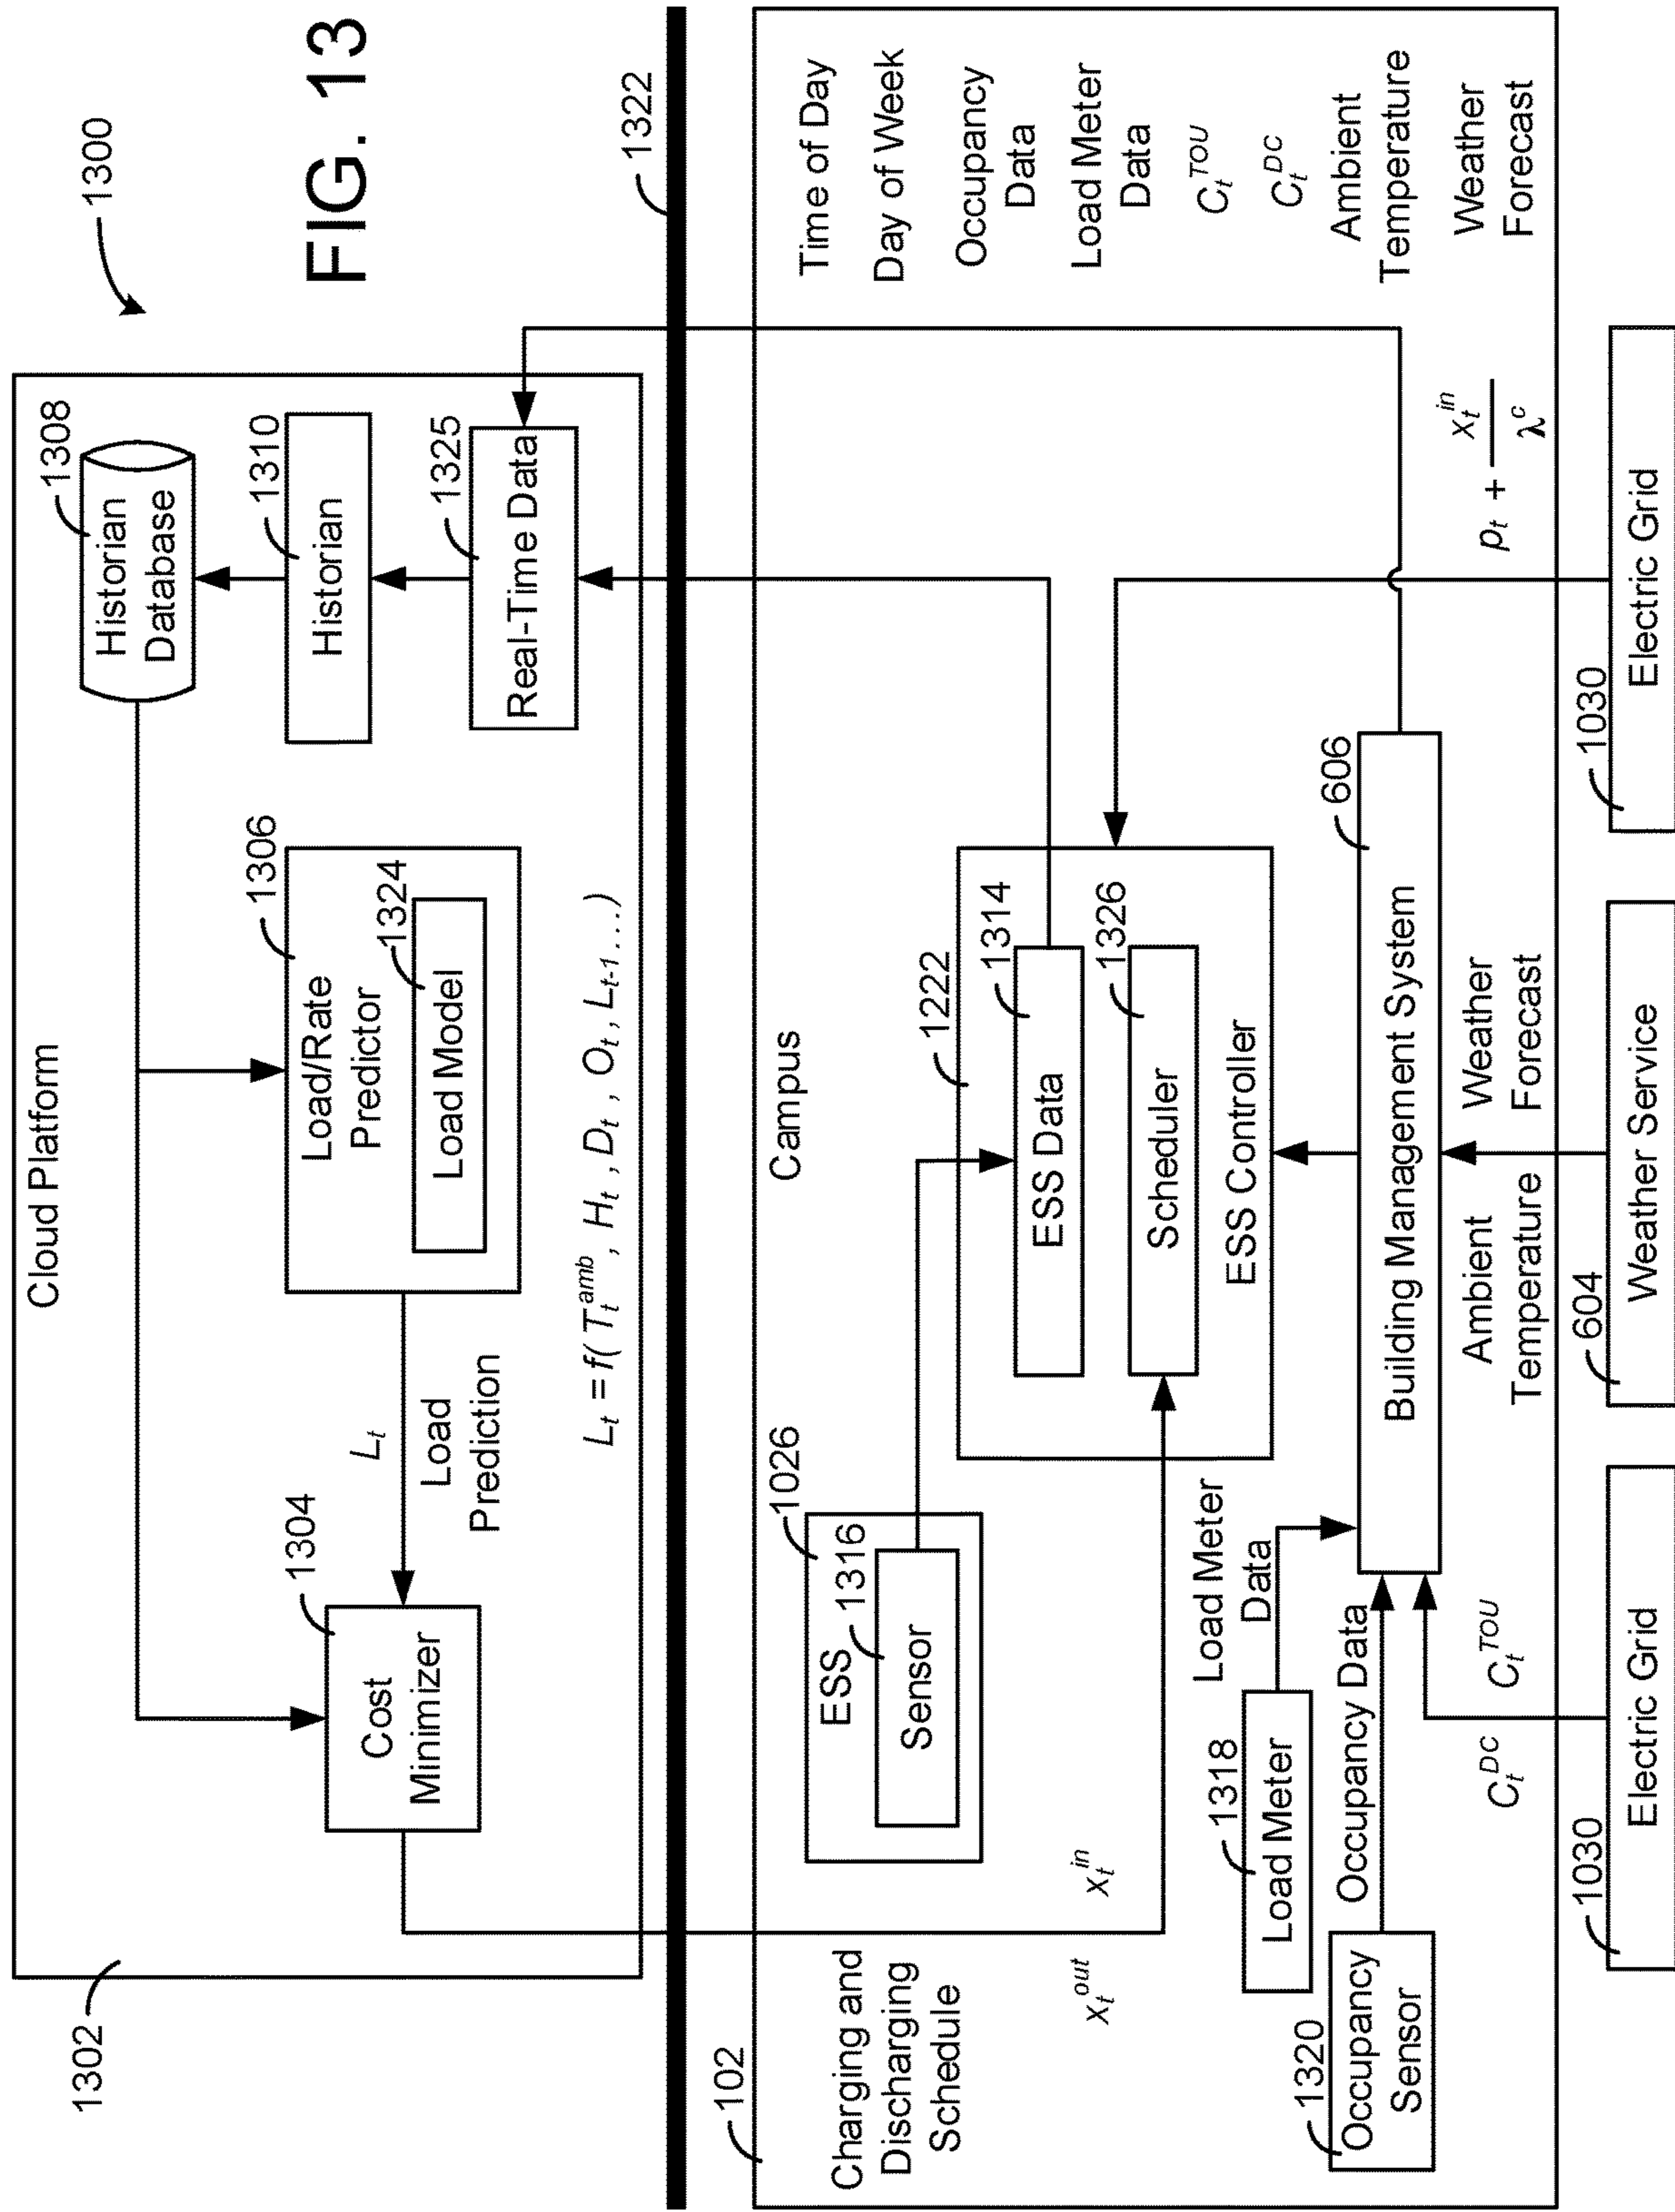 FIG. 13
1300
1302
Cloud Platform
1304
Cost
Minimizer
L_t
Load
Prediction
1306
Load/Rate
Predictor
1324
Load Model
L_t = f( T_t^amb , H_t , D_t , O_t , L_t-1 ...)
1308
Historian
Database
1310
Historian
1325
Real-Time Data
1322
102
Campus
Charging and
Discharging
Schedule
x_t^out
x_t^in
1026
ESS
1316
Sensor
1222
1314
ESS Data
1326
Scheduler
ESS Controller
Time of Day
Day of Week
Occupancy
Data
Load Meter
Data
C_t^TOU
C_t^DC
Ambient
Temperature
Weather
Forecast
1318
Load Meter
Load Meter
Data
1320
Occupancy
Sensor
Occupancy Data
606
Building Management System
C_t^DC
C_t^TOU
Ambient
Temperature
Weather
Forecast
p_t + x_t^in / λ^c
1030
Electric Grid
604
Weather Service
1030
Electric Grid